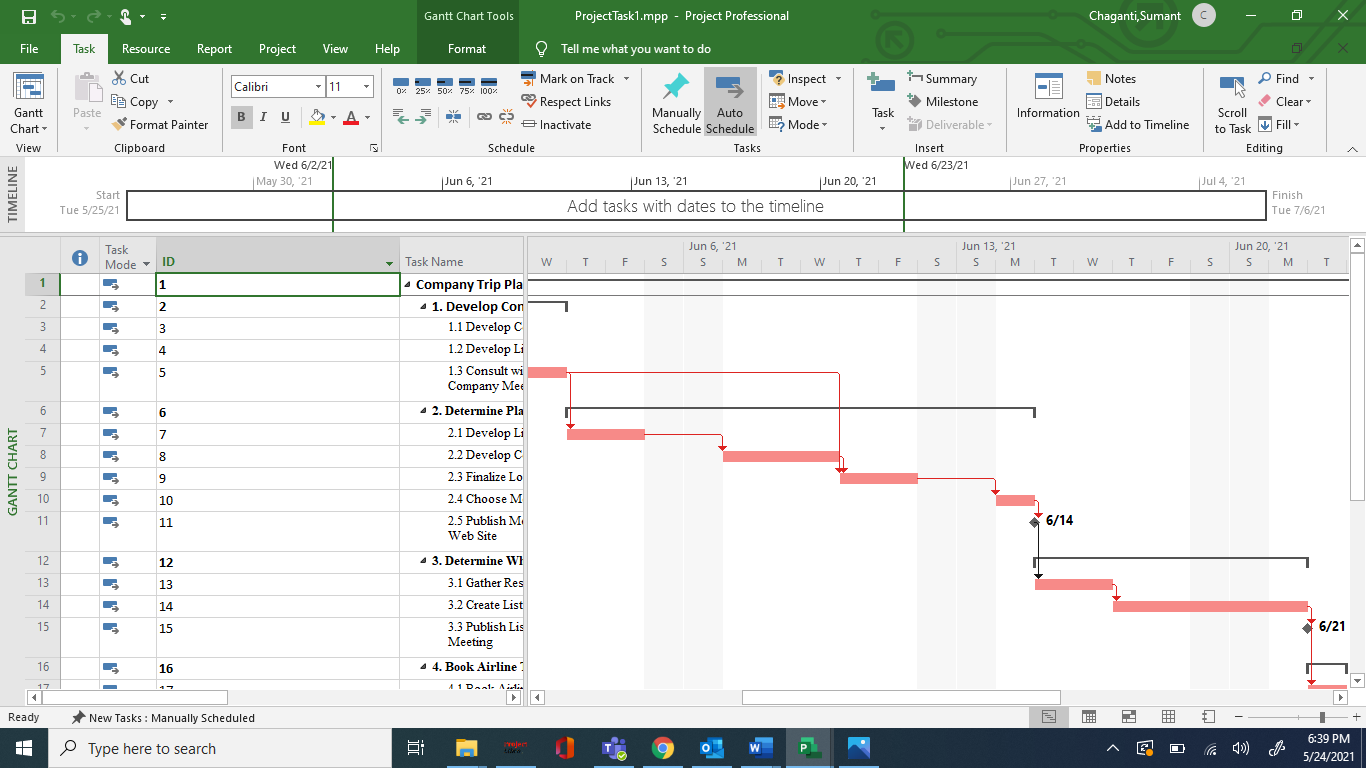 Gantt Chart Tools
ProjectTask1.mpp - Project Professional
Chaganti,Sumant
C
File Task Resource Report Project View Help Format Tell me what you want to do
Gantt Chart
View
Paste
Cut
Copy
Format Painter
Clipboard
Calibri 11
B I U A
Font
0% 25% 50% 75% 100%
Mark on Track
Respect Links
Inactivate
Schedule
Manually Schedule
Auto Schedule
Inspect
Move
Mode
Tasks
Task
Summary
Milestone
Deliverable
Insert
Information
Notes
Details
Add to Timeline
Properties
Scroll to Task
Find
Clear
Fill
Editing
TIMELINE
Wed 6/2/21 Wed 6/23/21
May 30, '21 Jun 6, '21 Jun 13, '21 Jun 20, '21 Jun 27, '21 Jul 4, '21
Start
Tue 5/25/21
Add tasks with dates to the timeline
Finish
Tue 7/6/21
GANTT CHART
Task Mode ID Task Name
Jun 6, '21 Jun 13, '21 Jun 20, '21
W T F S S M T W T F S S M T W T F S S M T
1 1 Company Trip Pla
2 2 1. Develop Con
3 3 1.1 Develop C
4 4 1.2 Develop Li
5 5 1.3 Consult wi
Company Mee
6 6 2. Determine Pla
7 7 2.1 Develop Li
8 8 2.2 Develop C
9 9 2.3 Finalize Lo
10 10 2.4 Choose M
11 11 2.5 Publish Me
Web Site
6/14
12 12 3. Determine Wh
13 13 3.1 Gather Res
14 14 3.2 Create List
15 15 3.3 Publish Lis
Meeting
6/21
16 16 4. Book Airline T
17 17 4.1 Book Airlin
Ready New Tasks : Manually Scheduled
Type here to search
6:39 PM
5/24/2021